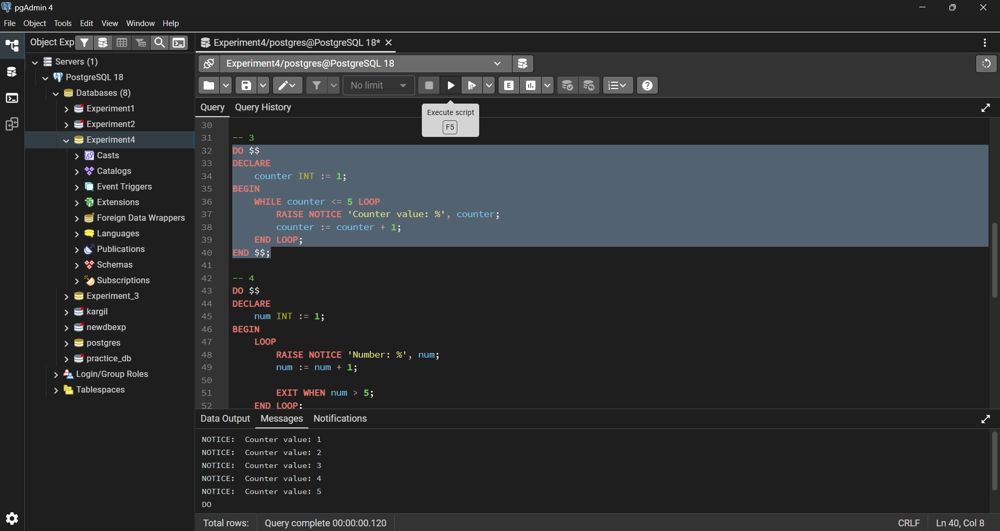 pgAdmin 4
File Object Tools Edit View Window Help
Object Exp
Experiment4/postgres@PostgreSQL 18*
Servers (1)
PostgreSQL 18
Databases (8)
Experiment1
Experiment2
Experiment4
Casts
Catalogs
Event Triggers
Extensions
Foreign Data Wrappers
Languages
Publications
Schemas
Subscriptions
Experiment_3
kargil
newdbexp
postgres
practice_db
Login/Group Roles
Tablespaces
Experiment4/postgres@PostgreSQL 18
No limit
E
Query Query History
Execute script
F5
30
31 -- 3
32 DO $$
33 DECLARE
34 counter INT := 1;
35 BEGIN
36 WHILE counter <= 5 LOOP
37 RAISE NOTICE 'Counter value: %', counter;
38 counter := counter + 1;
39 END LOOP;
40 END $$;
41
42 -- 4
43 DO $$
44 DECLARE
45 num INT := 1;
46 BEGIN
47 LOOP
48 RAISE NOTICE 'Number: %', num;
49 num := num + 1;
50
51 EXIT WHEN num > 5;
52 END LOOP;
Data Output Messages Notifications
NOTICE:  Counter value: 1
NOTICE:  Counter value: 2
NOTICE:  Counter value: 3
NOTICE:  Counter value: 4
NOTICE:  Counter value: 5
DO
Total rows: Query complete 00:00:00.120 CRLF Ln 40, Col 8